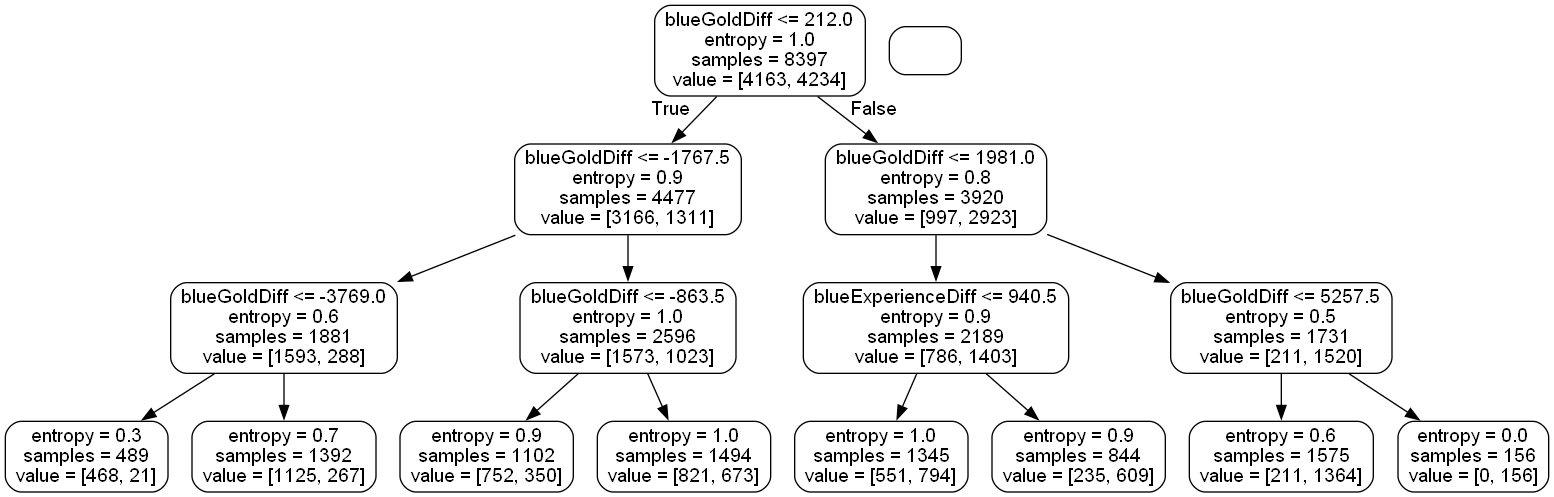 blueGoldDiff <= 212.0
entropy = 1.0
samples = 8397
value = [4163, 4234]
True
False
blueGoldDiff <= -1767.5
entropy = 0.9
samples = 4477
value = [3166, 1311]
blueGoldDiff <= 1981.0
entropy = 0.8
samples = 3920
value = [997, 2923]
blueGoldDiff <= -3769.0
entropy = 0.6
samples = 1881
value = [1593, 288]
blueGoldDiff <= -863.5
entropy = 1.0
samples = 2596
value = [1573, 1023]
blueExperienceDiff <= 940.5
entropy = 0.9
samples = 2189
value = [786, 1403]
blueGoldDiff <= 5257.5
entropy = 0.5
samples = 1731
value = [211, 1520]
entropy = 0.3
samples = 489
value = [468, 21]
entropy = 0.7
samples = 1392
value = [1125, 267]
entropy = 0.9
samples = 1102
value = [752, 350]
entropy = 1.0
samples = 1494
value = [821, 673]
entropy = 1.0
samples = 1345
value = [551, 794]
entropy = 0.9
samples = 844
value = [235, 609]
entropy = 0.6
samples = 1575
value = [211, 1364]
entropy = 0.0
samples = 156
value = [0, 156]